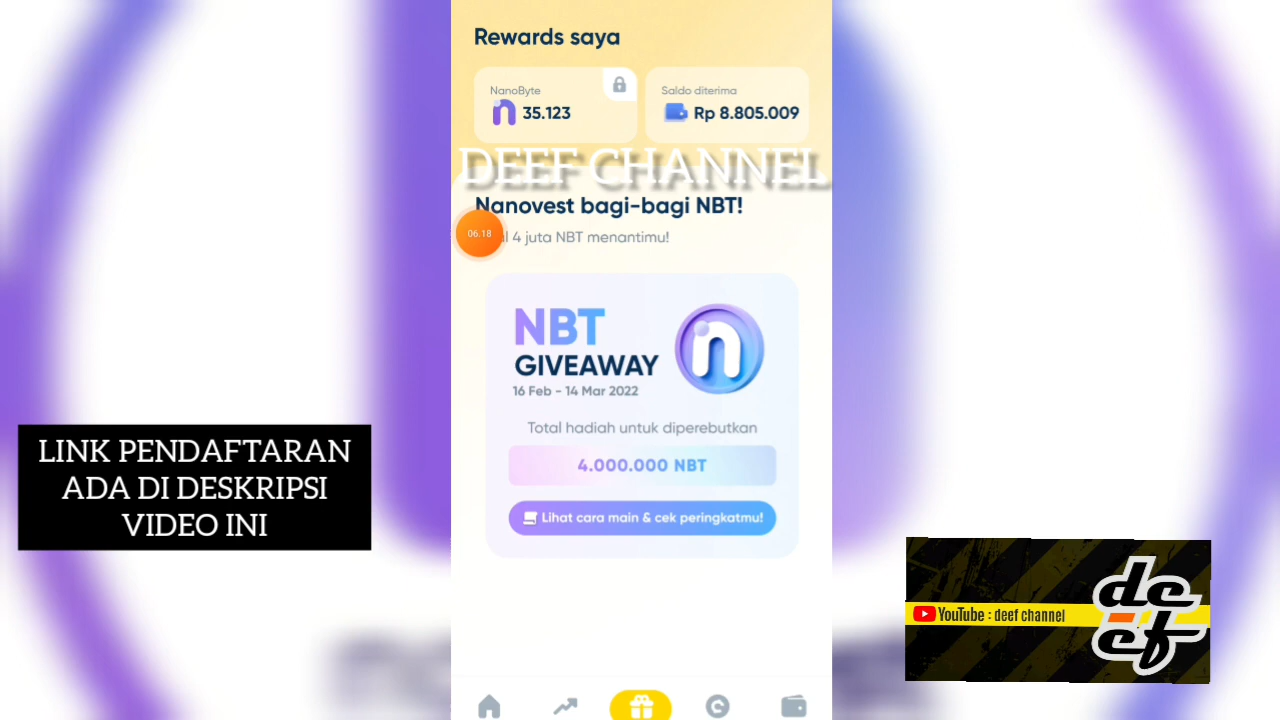 Rewards saya
NanoByte
35.123
Saldo diterima
Rp 8.805.009
DEEF CHANNEL
Nanovest bagi-bagi NBT!
06.18
4 juta NBT menantimu!
NBT
GIVEAWAY
16 Feb - 14 Mar 2022
Total hadiah untuk diperebutkan
4.000.000 NBT
Lihat cara main & cek peringkatmu!
LINK PENDAFTARAN
ADA DI DESKRIPSI
VIDEO INI
YouTube : deef channel
deef